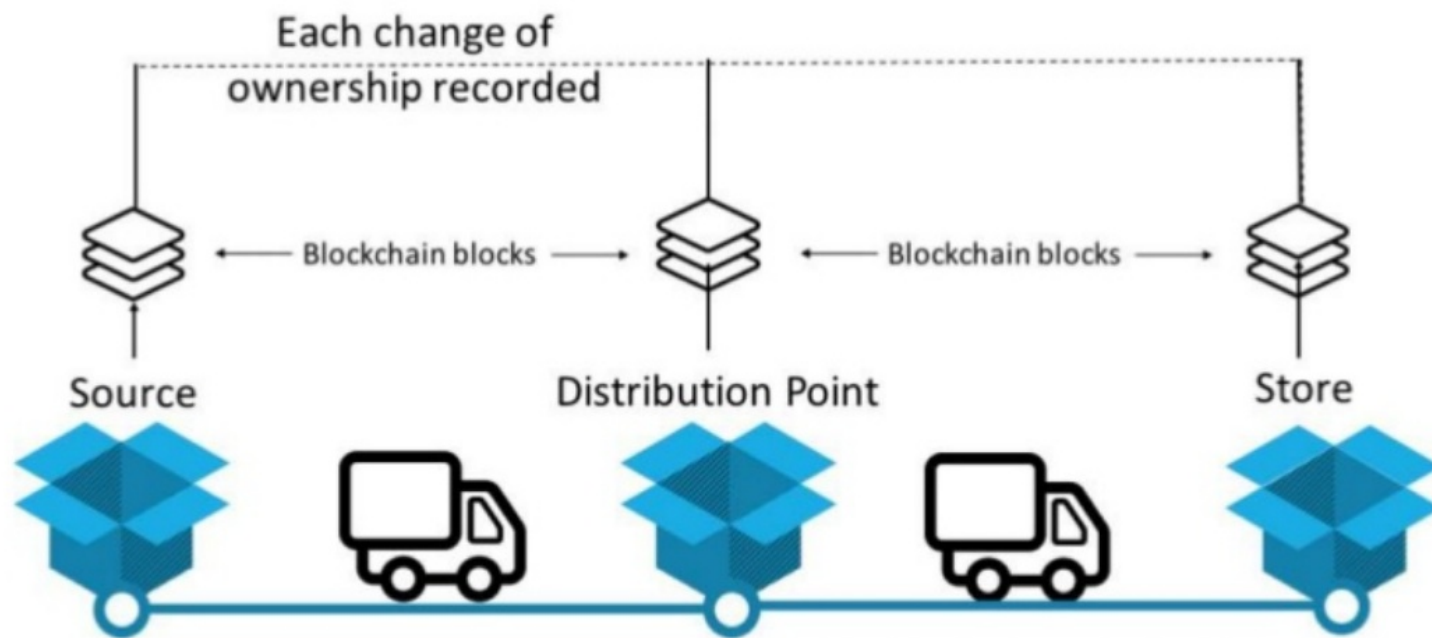 Each change of
ownership recorded
Blockchain blocks
Blockchain blocks
Source
Distribution Point
Store